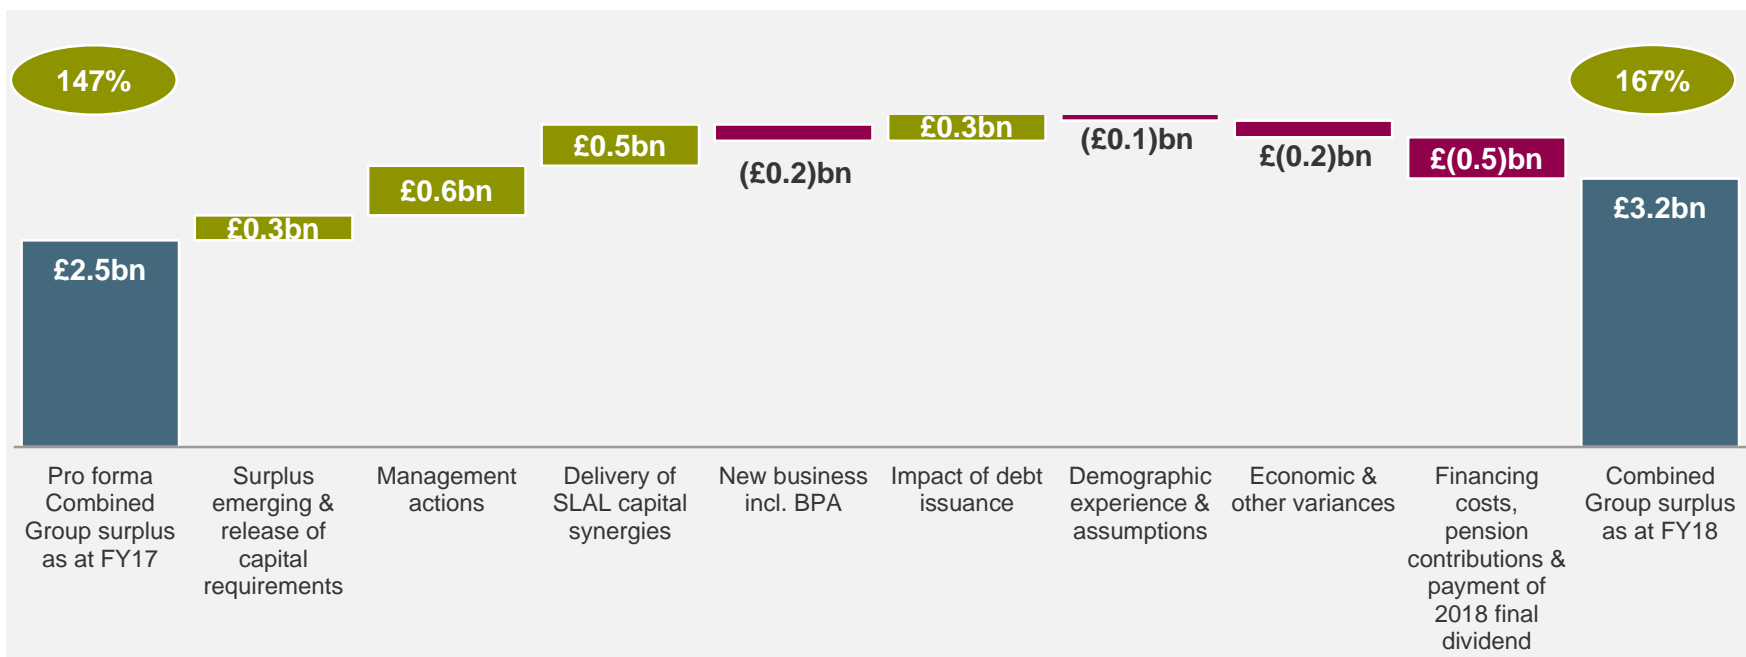 147%
167%
£2.5bn
£0.3bn
£0.6bn
£0.5bn
(£0.2)bn
£0.3bn
(£0.1)bn
£(0.2)bn
£(0.5)bn
£3.2bn
Pro forma
Combined
Group surplus
as at FY17
Surplus
emerging &
release of
capital
requirements
Management
actions
Delivery of
SLAL capital
synergies
New business
incl. BPA
Impact of debt
issuance
Demographic
experience &
assumptions
Economic &
other variances
Financing
costs,
pension
contributions &
payment of
2018 final
dividend
Combined
Group surplus
as at FY18